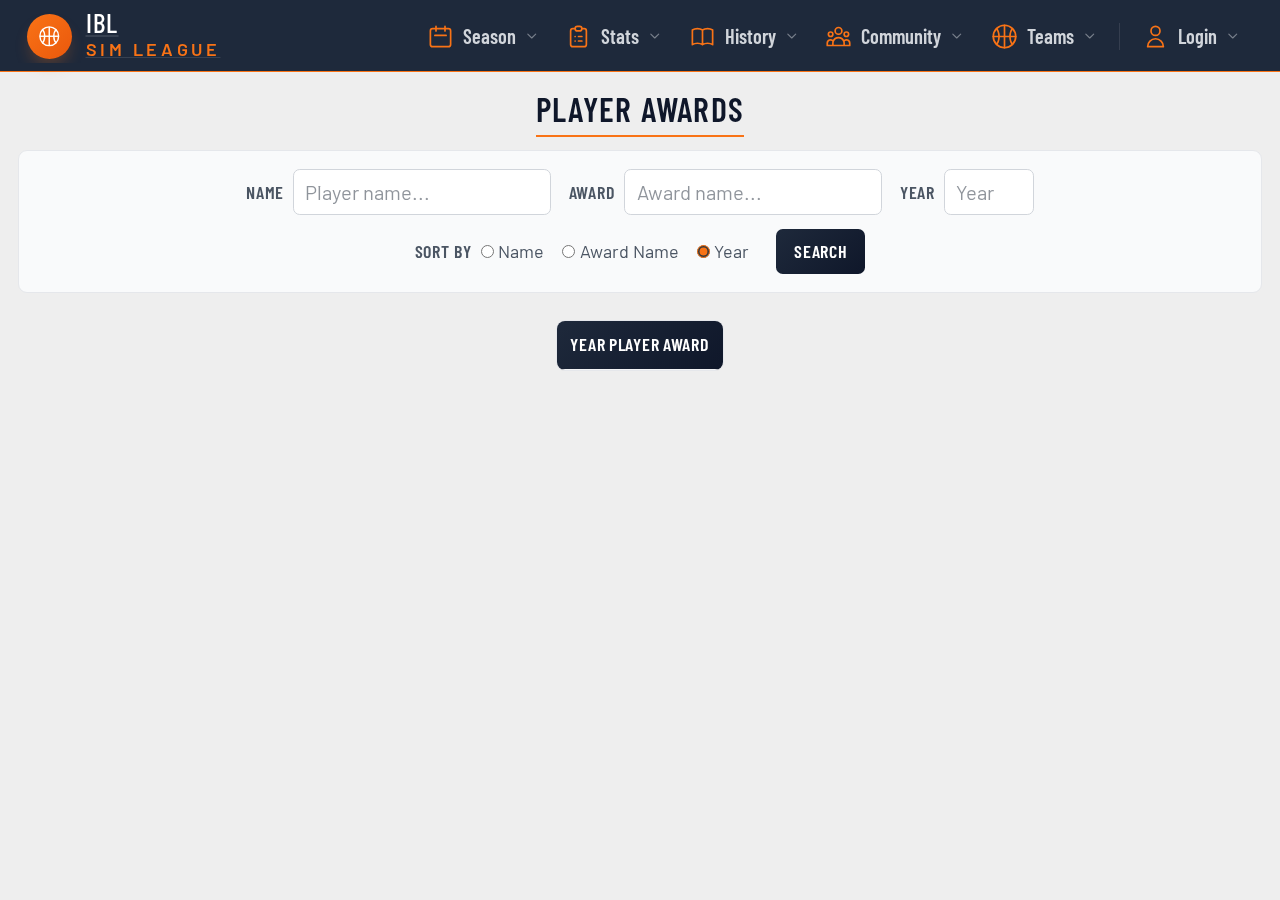 IBL
SIM LEAGUE
Season
Stats
History
Community
Teams
Login
PLAYER AWARDS
NAME Player name... AWARD Award name... YEAR Year
SORT BY Name Award Name Year SEARCH
YEAR PLAYER AWARD